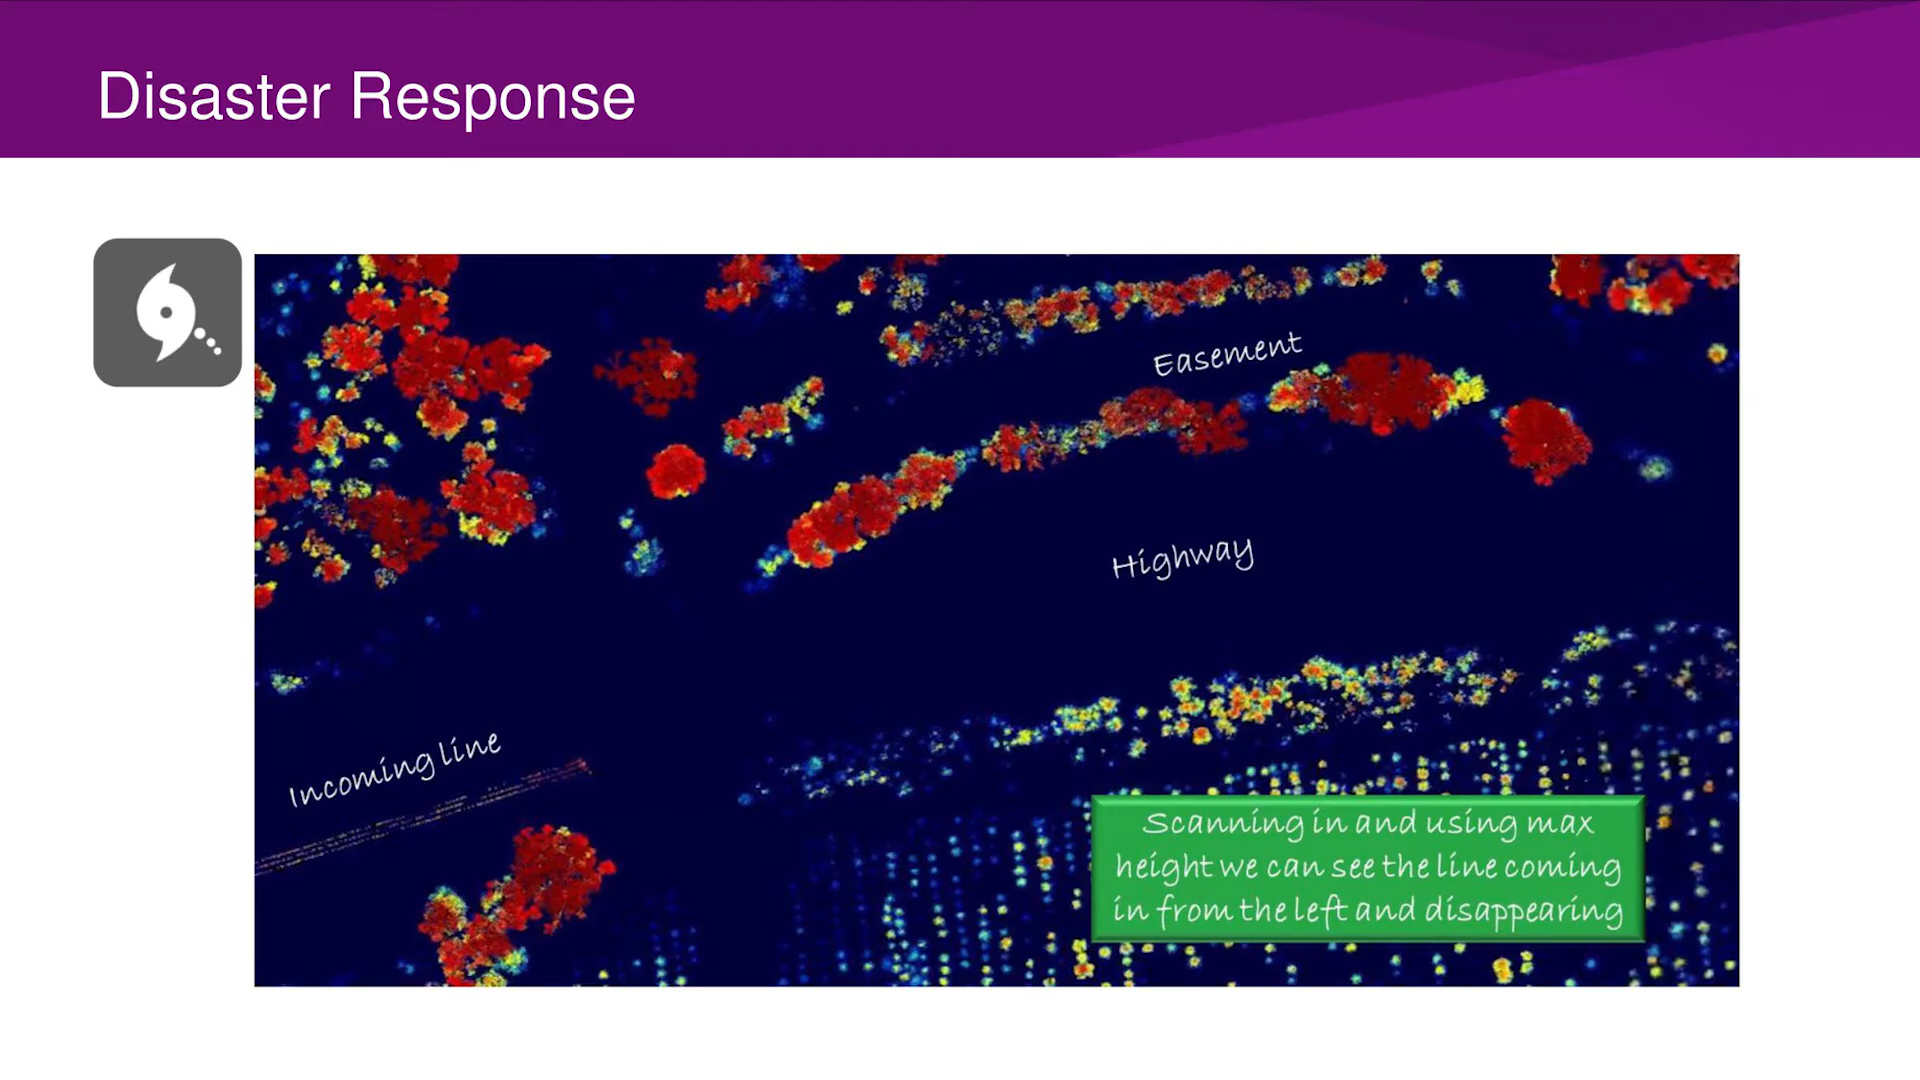 Disaster Response
Easement
Highway
Incoming line
Scanning in and using max
height we can see the line coming
in from the left and disappearing